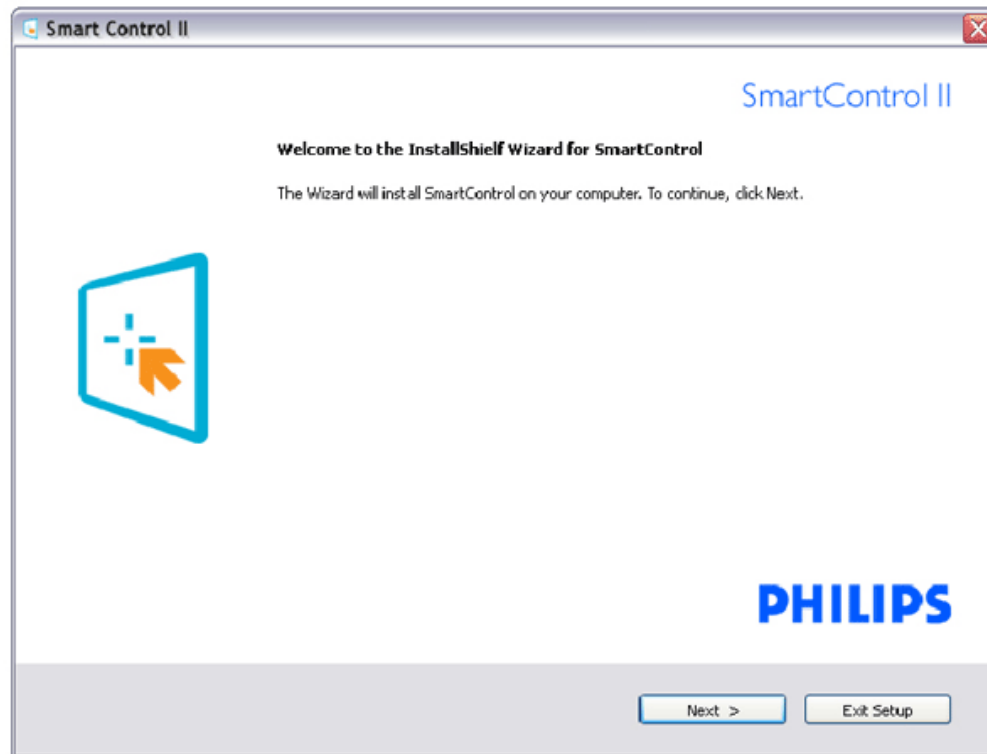 Smart Control II
SmartControl II
Welcome to the InstallShielf Wizard for SmartControl
The Wizard will install SmartControl on your computer. To continue, click Next.
PHILIPS
Next >
Exit Setup